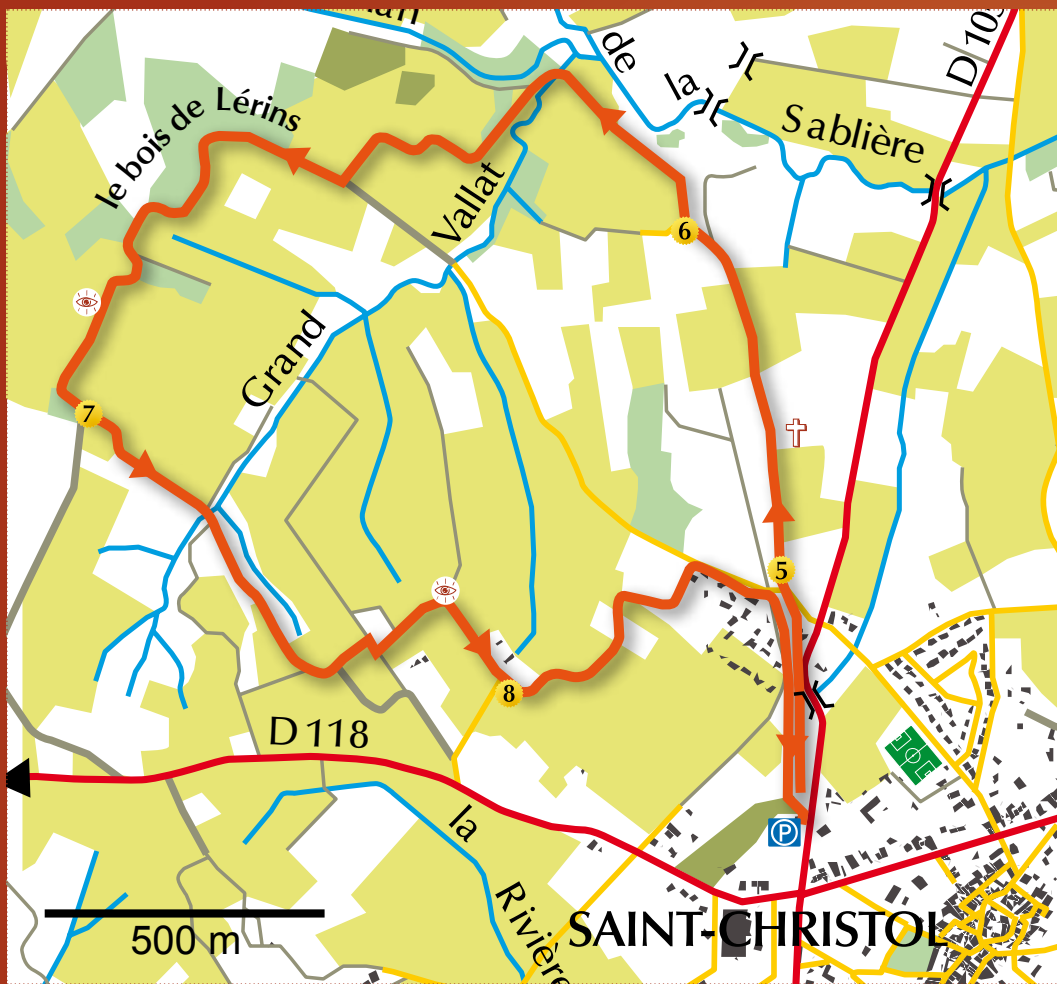 de
la
Sablière
D 10
le bois de Lérins
Vallat
Grand
6
7
5
8
D 118
la
Rivière
P
500 m
SAINT-CHRISTOL